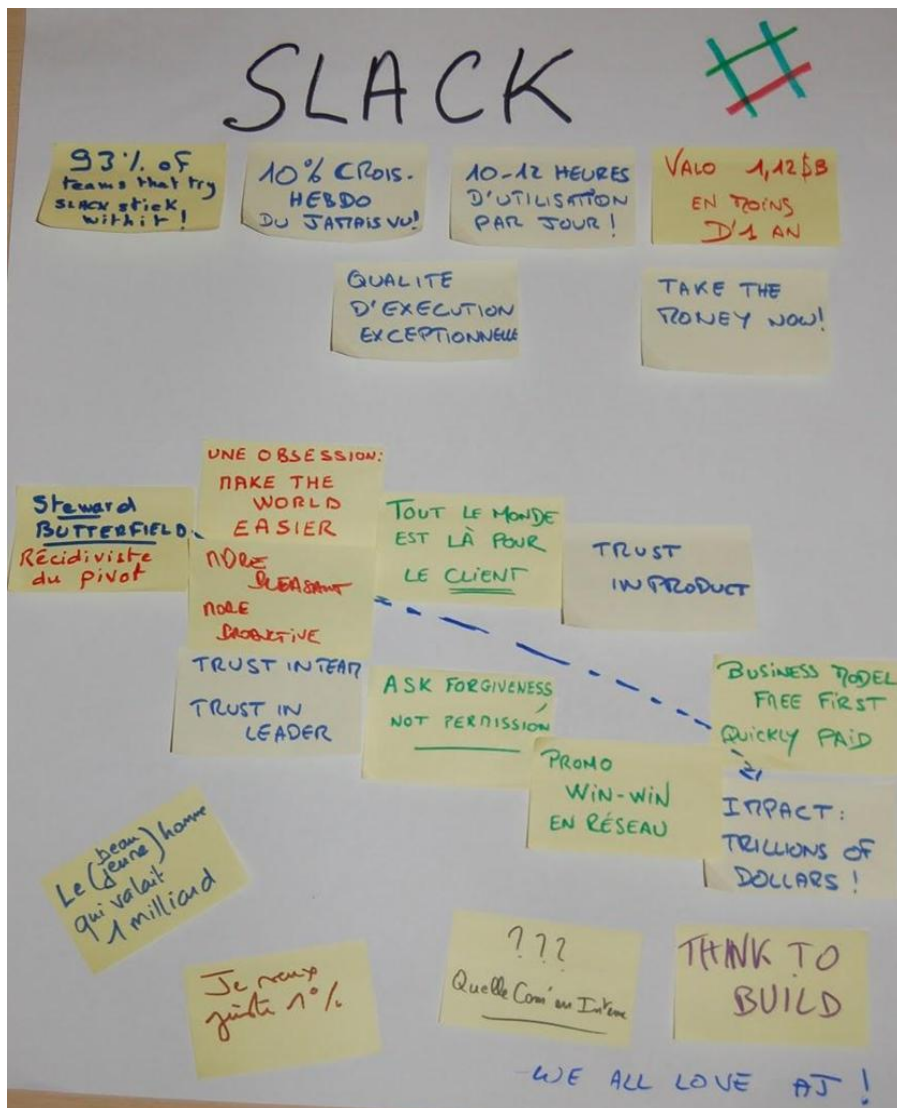 SLACK
93% of
teams that try
SLACK stick
with it!
10% CROIS-
HEBDO
DU JAMAIS VU!
10-12 HEURES
D'UTILISATION
PAR JOUR!
VALO 1,12$B
EN MOINS
D'1 AN
QUALITE
D'EXECUTION
EXCEPTIONNELLE
TAKE THE
MONEY NOW!
Steward
BUTTERFIELD
Récidiviste
du pivot
UNE OBSESSION:
MAKE THE
WORLD
EASIER
MORE
PLEASANT
MORE
PRODUCTIVE
TRUST IN TEAM
TRUST IN
LEADER
TOUT LE MONDE
EST LÀ POUR
LE CLIENT
TRUST
IN PRODUCT
ASK FORGIVENESS
NOT PERMISSION
PROMO
WIN-WIN
EN RÉSEAU
BUSINESS MODEL
FREE FIRST
QUICKLY PAID
IMPACT:
TRILLIONS OF
DOLLARS!
beau
Le (jeune) homme
qui valait
1 milliard
Je veux
juste 1%
???
Quelle Com' en Interne
THINK TO
BUILD
WE ALL LOVE AJ!